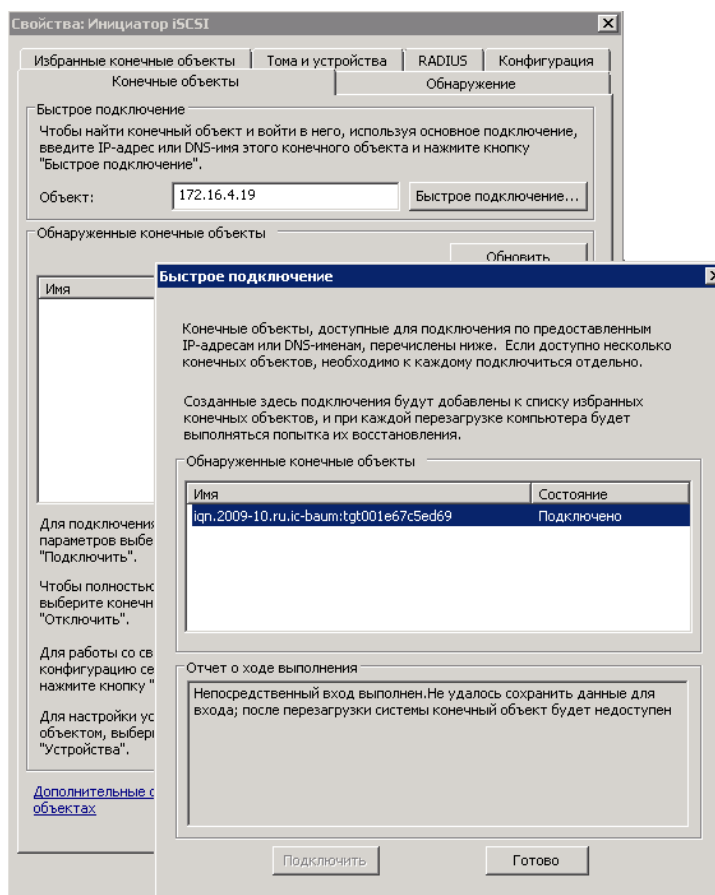 Свойства: Инициатор iSCSI
Избранные конечные объекты
Тома и устройства
RADIUS
Конфигурация
Конечные объекты
Обнаружение
Быстрое подключение
Чтобы найти конечный объект и войти в него, используя основное подключение,
введите IP-адрес или DNS-имя этого конечного объекта и нажмите кнопку
"Быстрое подключение".
Объект:
172.16.4.19
Быстрое подключение...
Обнаруженные конечные объекты
Обновить
Имя
Для подключения
параметров выбе
"Подключить".
Чтобы полностью
выберите конечн
"Отключить".
Для работы со св
конфигурацию се
нажмите кнопку "
Для настройки ус
объектом, выбери
"Устройства".
Дополнительные с
объектах
Быстрое подключение
Конечные объекты, доступные для подключения по предоставленным
IP-адресам или DNS-именам, перечислены ниже. Если доступно несколько
конечных объектов, необходимо к каждому подключиться отдельно.
Созданные здесь подключения будут добавлены к списку избранных
конечных объектов, и при каждой перезагрузке компьютера будет
выполняться попытка их восстановления.
Обнаруженные конечные объекты
Имя
Состояние
iqn.2009-10.ru.ic-baum:tgt001e67c5ed69
Подключено
Отчет о ходе выполнения
Непосредственный вход выполнен.Не удалось сохранить данные для
входа; после перезагрузки системы конечный объект будет недоступен
Подключить
Готово